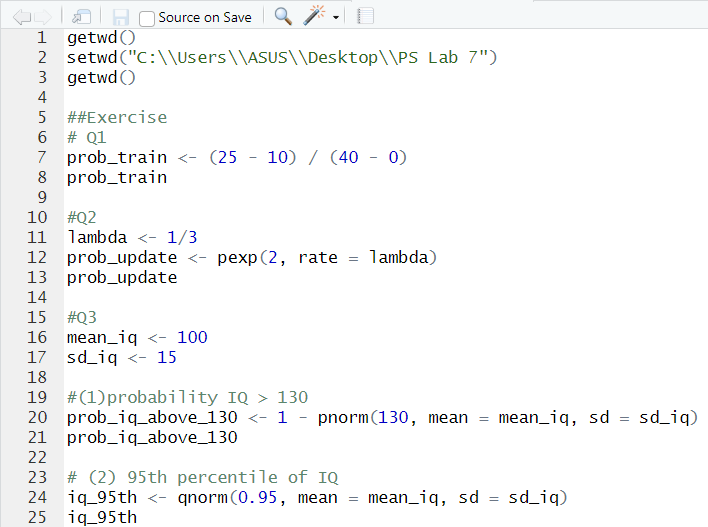 Source on Save
1 getwd()
2 setwd("C:\\Users\\ASUS\\Desktop\\PS Lab 7")
3 getwd()
4
5 ##Exercise
6 # Q1
7 prob_train <- (25 - 10) / (40 - 0)
8 prob_train
9
10 #Q2
11 lambda <- 1/3
12 prob_update <- pexp(2, rate = lambda)
13 prob_update
14
15 #Q3
16 mean_iq <- 100
17 sd_iq <- 15
18
19 #(1)probability IQ > 130
20 prob_iq_above_130 <- 1 - pnorm(130, mean = mean_iq, sd = sd_iq)
21 prob_iq_above_130
22
23 # (2) 95th percentile of IQ
24 iq_95th <- qnorm(0.95, mean = mean_iq, sd = sd_iq)
25 iq_95th